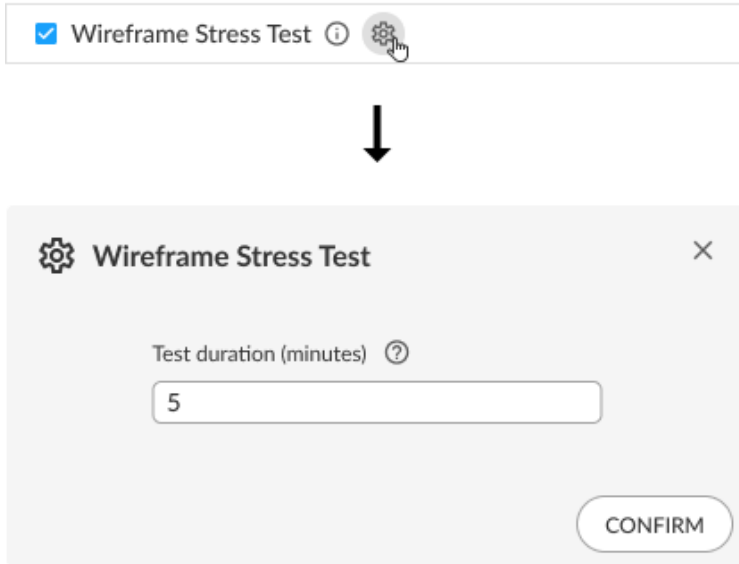 Wireframe Stress Test
Wireframe Stress Test
Test duration (minutes)
5
CONFIRM